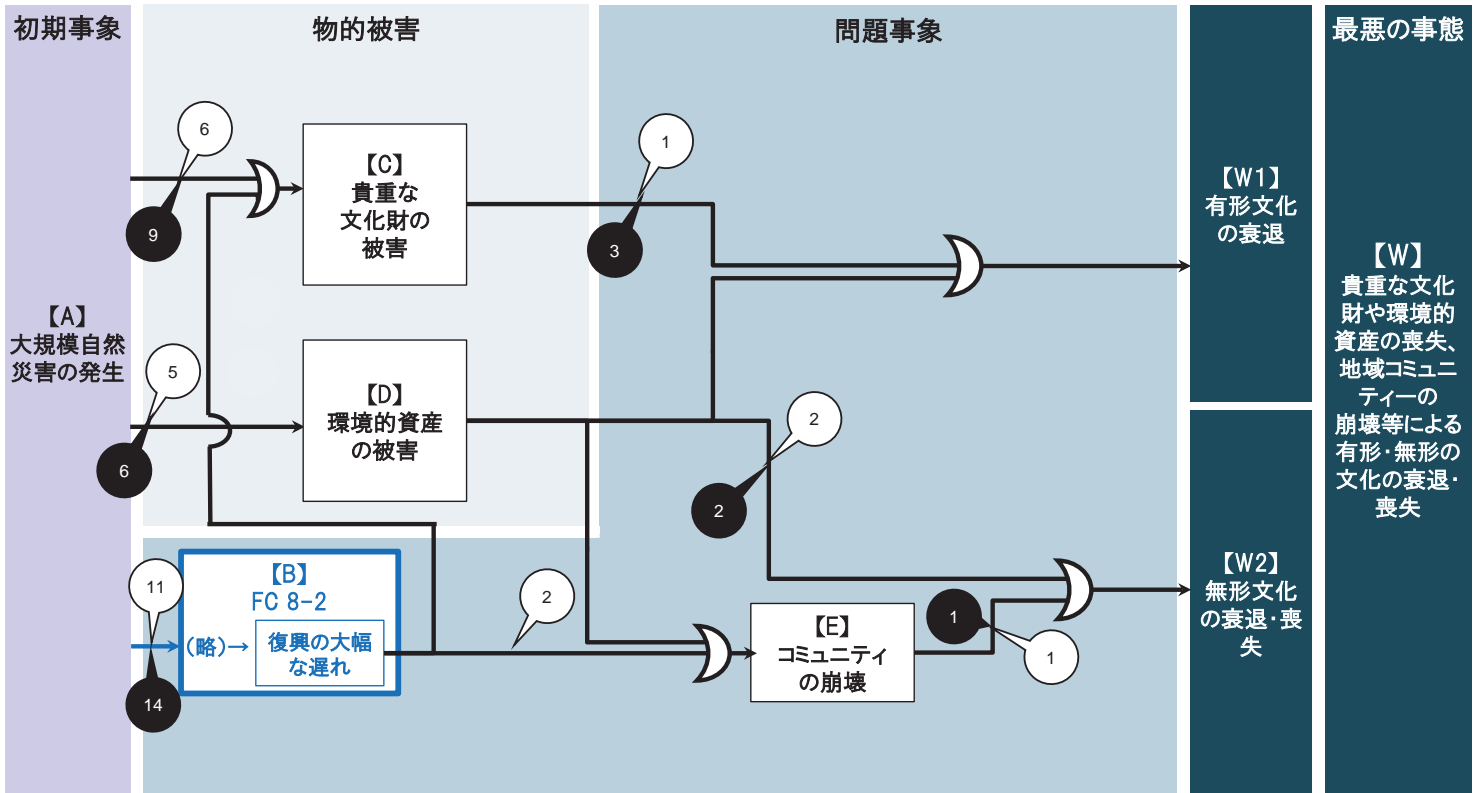 初期事象
物的被害
問題事象
最悪の事態
【A】
大規模自然
災害の発生
6
9
【C】
貴重な
文化財の
被害
1
3
5
6
【D】
環境的資産
の被害
2
2
11
14
【B】
FC 8-2
(略)→
復興の大幅
な遅れ
2
【E】
コミュニティ
の崩壊
1
1
【W1】
有形文化
の衰退
【W2】
無形文化
の衰退・喪
失
【W】
貴重な文化
財や環境的
資産の喪失、
地域コミュニ
ティーの
崩壊等による
有形・無形の
文化の衰退・
喪失